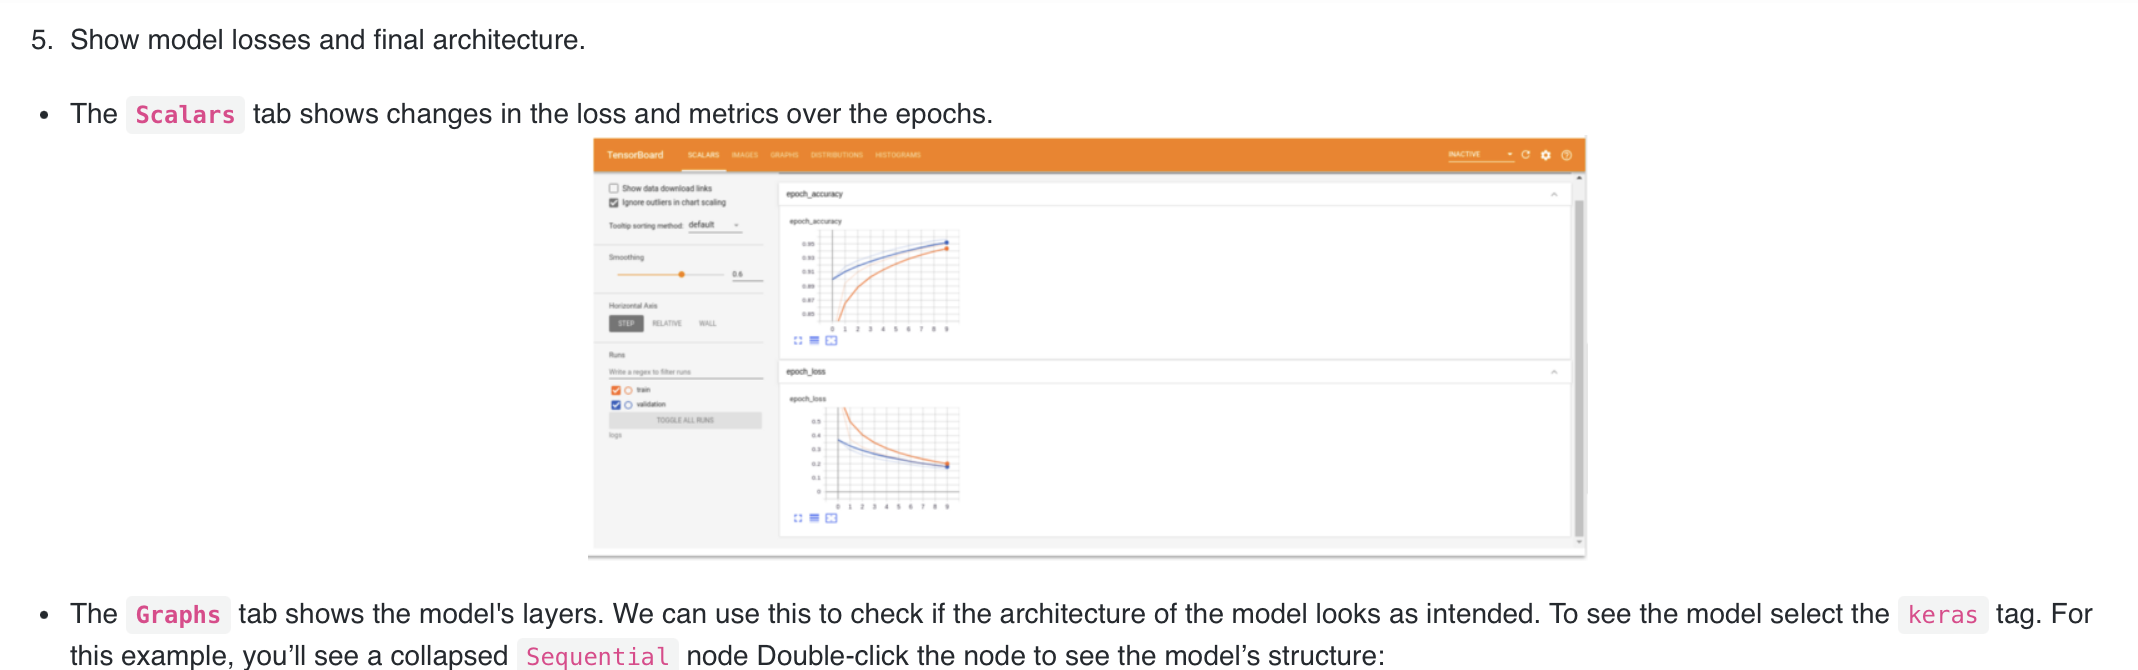 5. Show model losses and final architecture.
The Scalars tab shows changes in the loss and metrics over the epochs.
TensorBoard SCALARS IMAGES GRAPHS DISTRIBUTIONS HISTOGRAMS INACTIVE
Show data download links
Ignore outliers in chart scaling
Tooltip sorting method: default
Smoothing
0.6
Horizontal Axis
STEP RELATIVE WALL
Runs
Write a regex to filter runs
train
validation
TOGGLE ALL RUNS
logs
epoch_accuracy
epoch_accuracy
0.95
0.93
0.91
0.89
0.87
0.85
0 1 2 3 4 5 6 7 8 9
epoch_loss
epoch_loss
0.5
0.4
0.3
0.2
0.1
0
0 1 2 3 4 5 6 7 8 9
The Graphs tab shows the model's layers. We can use this to check if the architecture of the model looks as intended. To see the model select the keras tag. For
this example, you’ll see a collapsed Sequential node Double-click the node to see the model’s structure: